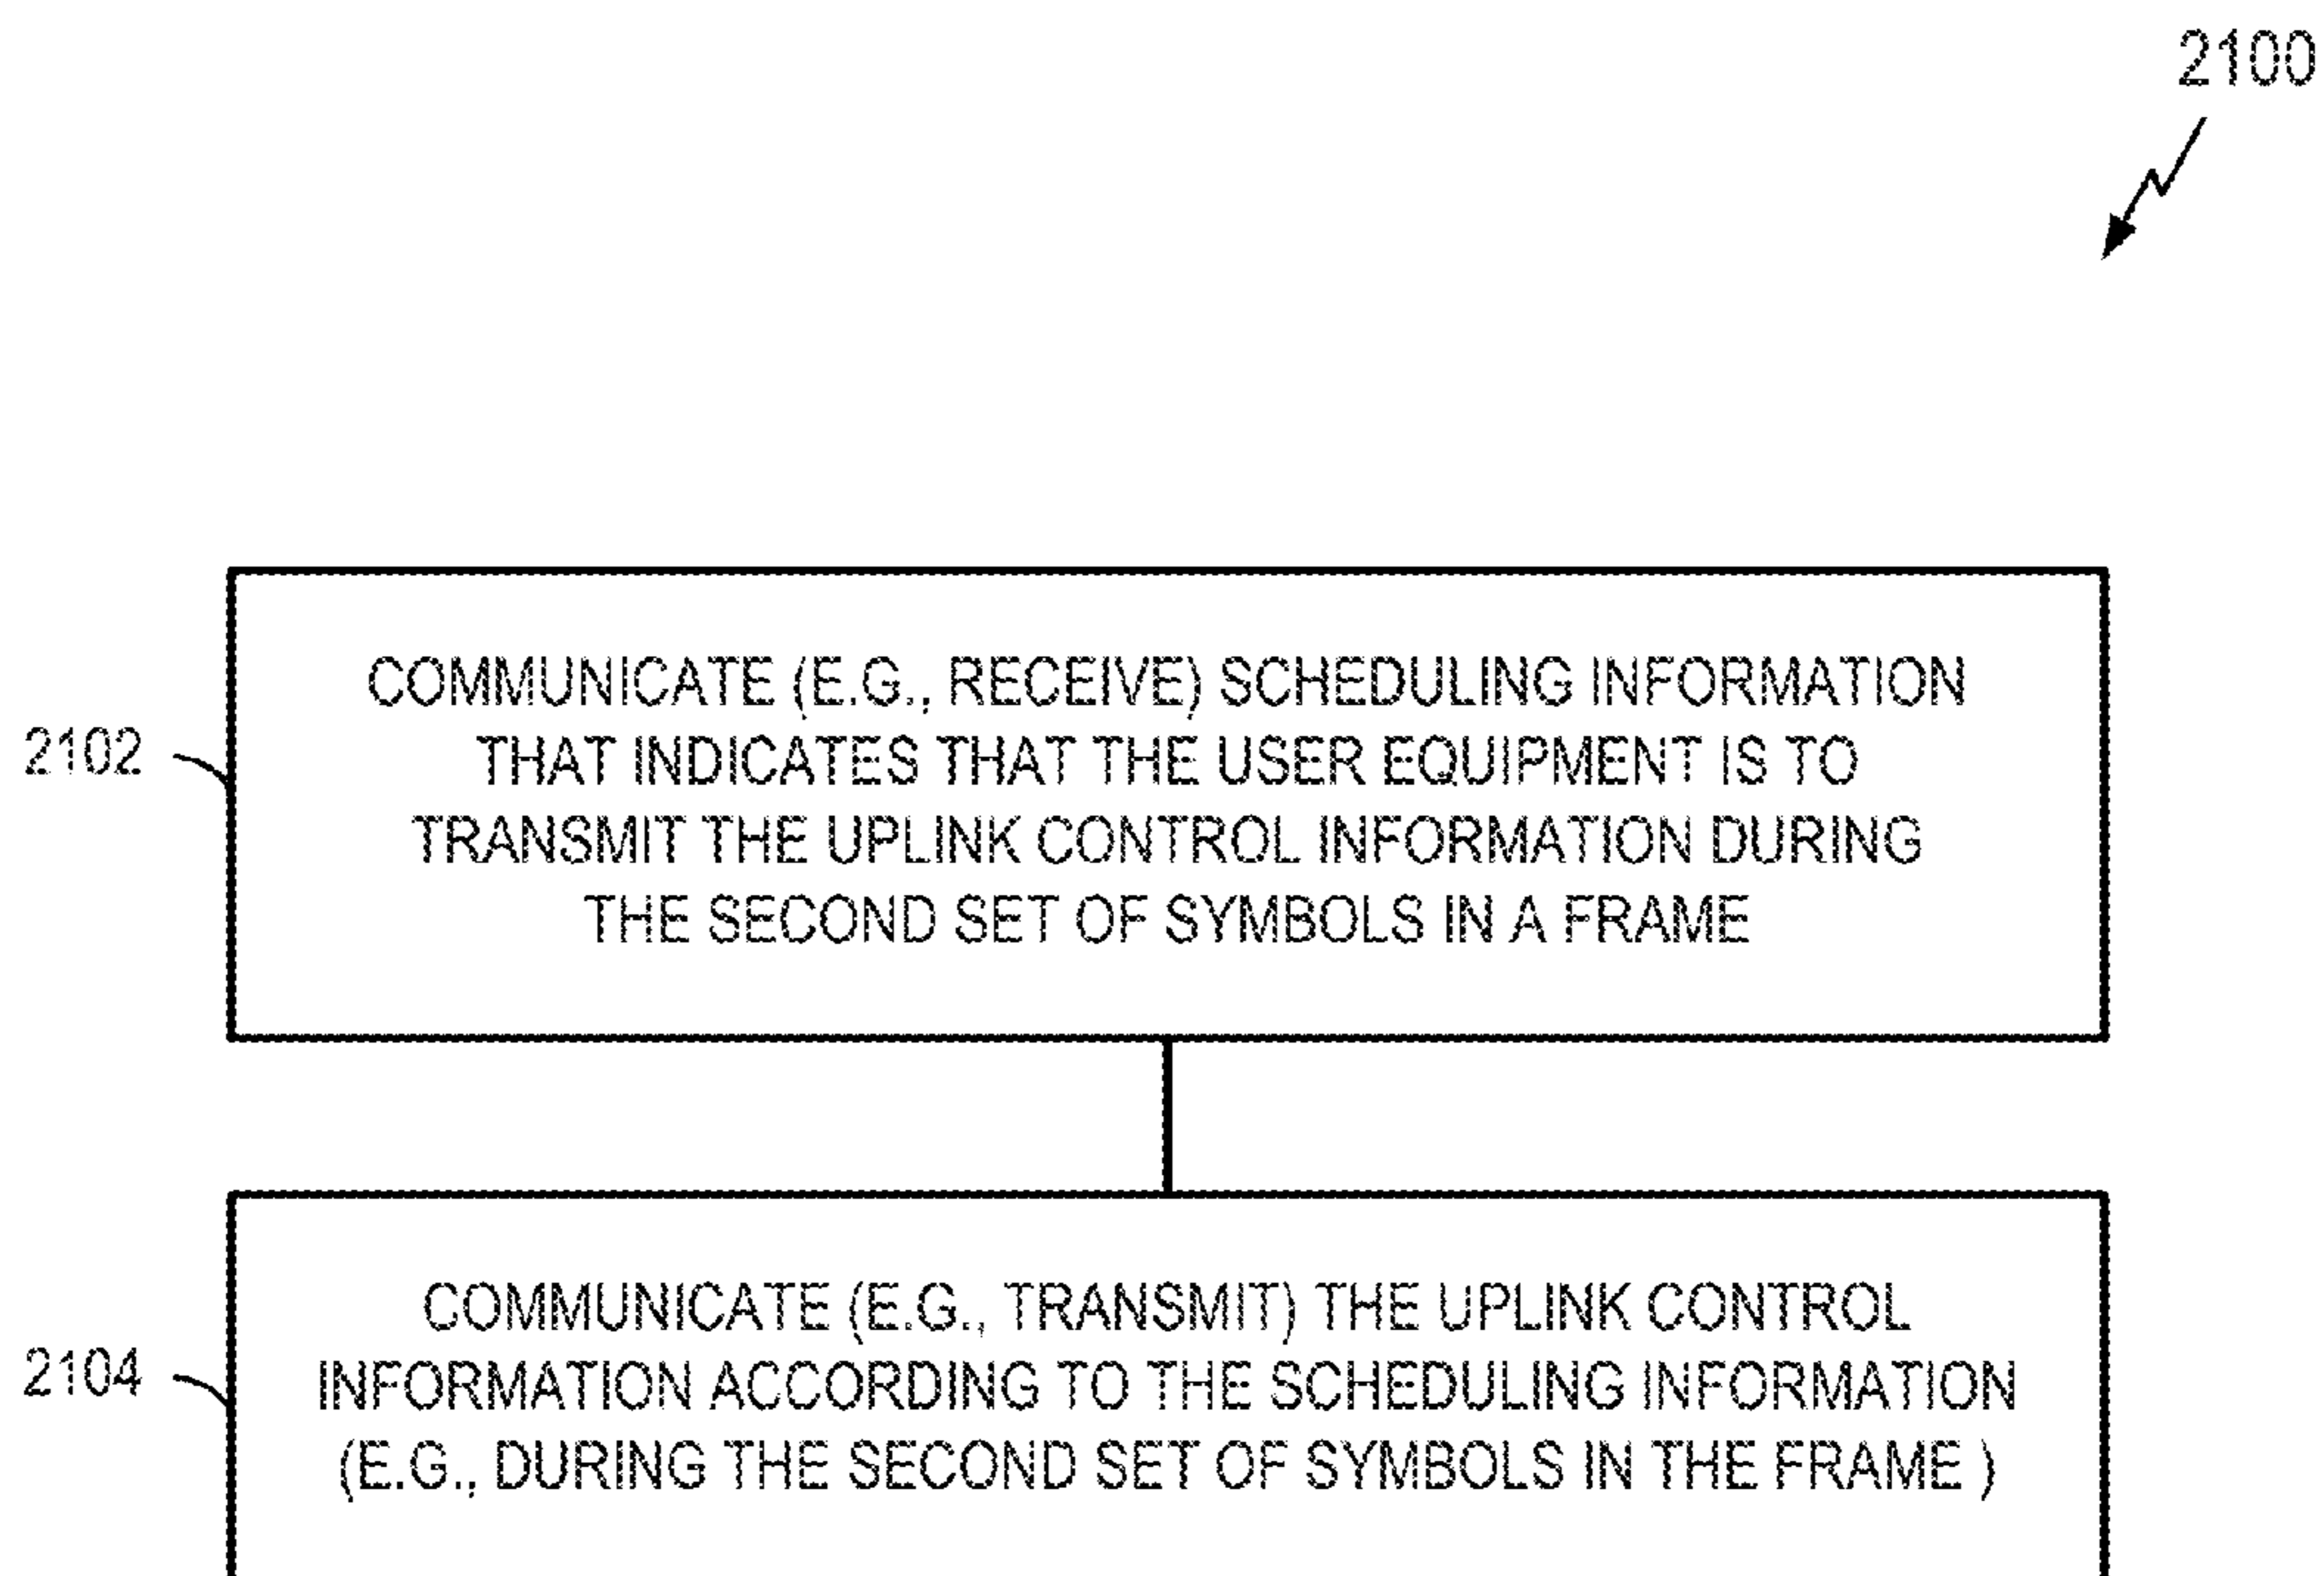 2100
COMMUNICATE (E.G., RECEIVE) SCHEDULING INFORMATION
THAT INDICATES THAT THE USER EQUIPMENT IS TO
2102
TRANSMIT THE UPLINK CONTROL INFORMATION DURING
THE SECOND SET OF SYMBOLS IN A FRAME
COMMUNICATE (E.G., TRANSMIT) THE UPLINK CONTROL
2104
INFORMATION ACCORDING TO THE SCHEDULING INFORMATION
(E.G., DURING THE SECOND SET OF SYMBOLS IN THE FRAME )